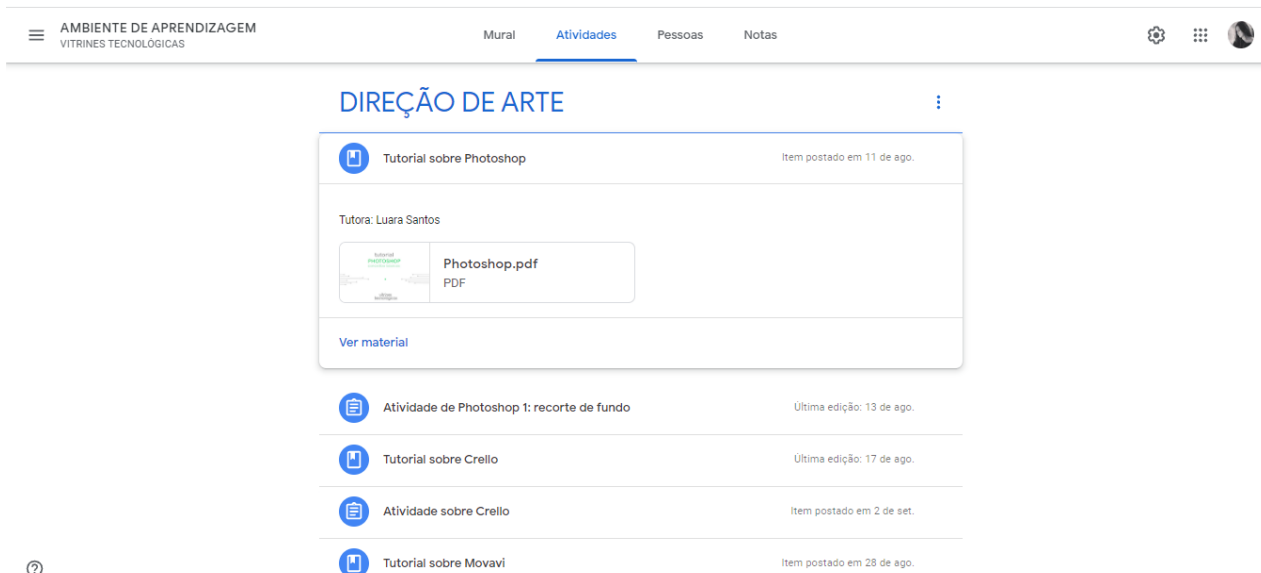 AMBIENTE DE APRENDIZAGEM
VITRINES TECNOLÓGICAS
Mural
Atividades
Pessoas
Notas
DIREÇÃO DE ARTE
Tutorial sobre Photoshop
Item postado em 11 de ago.
Tutora: Luara Santos
tutorial
PHOTOSHOP
Photoshop.pdf
PDF
Ver material
Atividade de Photoshop 1: recorte de fundo
Última edição: 13 de ago.
Tutorial sobre Crello
Última edição: 17 de ago.
Atividade sobre Crello
Item postado em 2 de set.
Tutorial sobre Movavi
Item postado em 28 de ago.